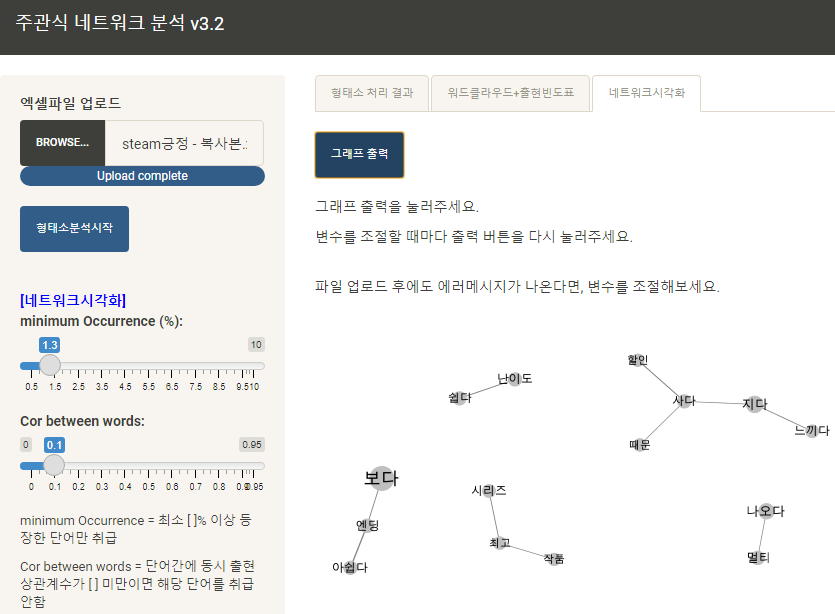 주관식 네트워크 분석 v3.2
엑셀파일 업로드
BROWSE... steam긍정 - 복사본.:
Upload complete
형태소분석시작
[네트워크시각화]
minimum Occurrence (%):
1.3 10
0.5 1.5 2.5 3.5 4.5 5.5 6.5 7.5 8.5 9.510
Cor between words:
0 0.1 0.95
0 0.1 0.2 0.3 0.4 0.5 0.6 0.7 0.8 0.90.95
minimum Occurrence = 최소 [ ]% 이상 등
장한 단어만 취급
Cor between words = 단어간에 동시 출현
상관계수가 [ ] 미만이면 해당 단어를 취급
안함
형태소 처리 결과 워드클라우드+출현빈도표 네트워크시각화
그래프 출력
그래프 출력을 눌러주세요.
변수를 조절할 때마다 출력 버튼을 다시 눌러주세요.
파일 업로드 후에도 에러메시지가 나온다면, 변수를 조절해보세요.
할인
난이도
쉽다
사다
지다
느끼다
때문
보다
시리즈
나오다
엔딩
최고
작품
멀티
아쉽다